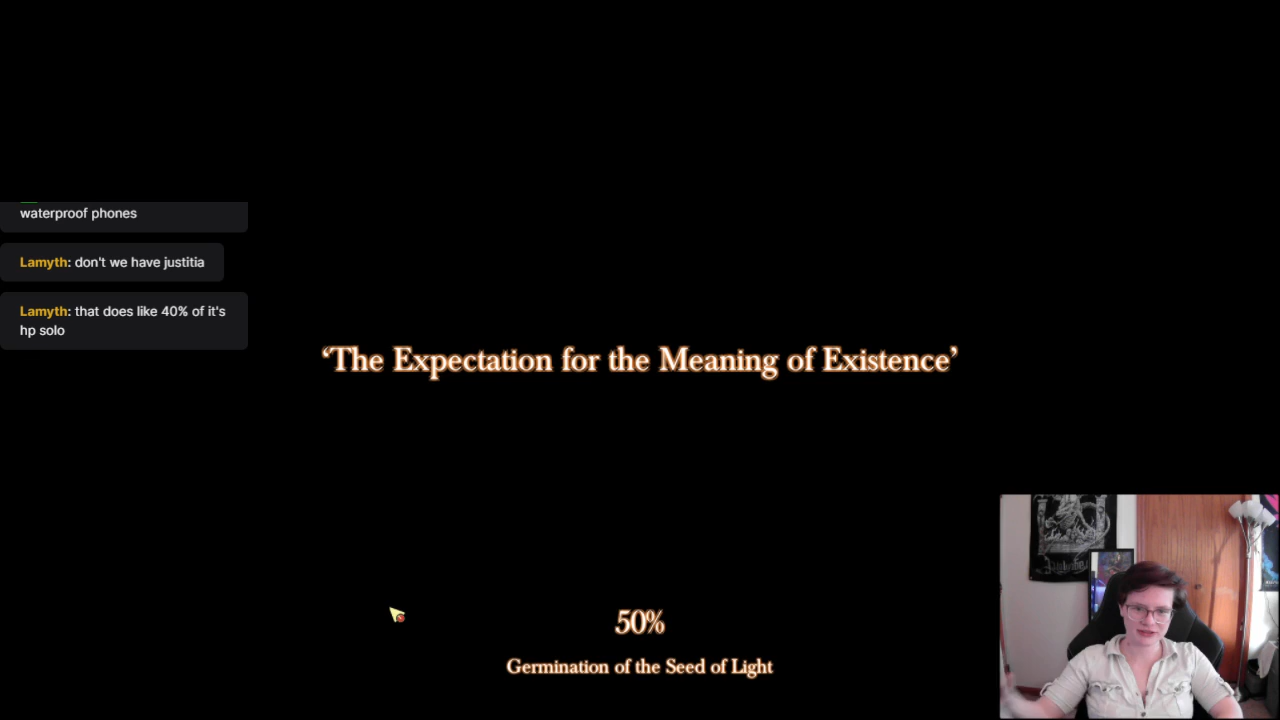 waterproof phones
Lamyth: don't we have justitia
Lamyth: that does like 40% of it's
hp solo
‘The Expectation for the Meaning of Existence’
50%
Germination of the Seed of Light